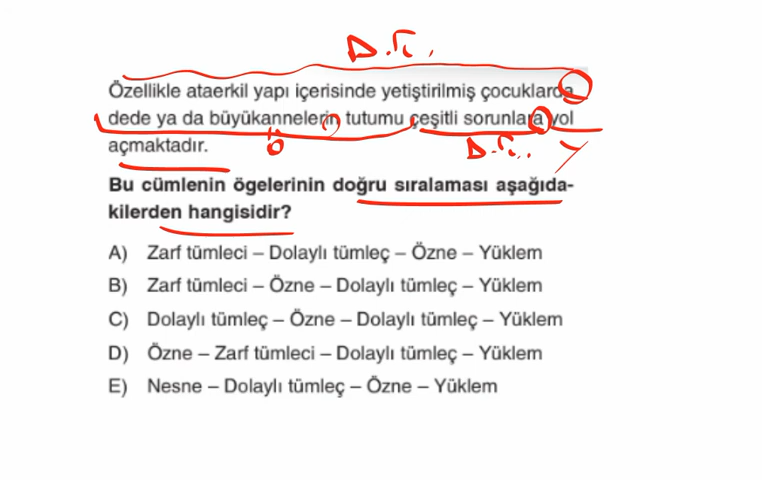 D.T.
Özellikle ataerkil yapı içerisinde yetiştirilmiş çocuklarda
dede ya da büyükannelerin tutumu çeşitli sorunlara yol
açmaktadır.
Ö
D.T..
Y
Bu cümlenin ögelerinin doğru sıralaması aşağıda-
kilerden hangisidir?
A) Zarf tümleci – Dolaylı tümleç – Özne – Yüklem
B) Zarf tümleci – Özne – Dolaylı tümleç – Yüklem
C) Dolaylı tümleç – Özne – Dolaylı tümleç – Yüklem
D) Özne – Zarf tümleci – Dolaylı tümleç – Yüklem
E) Nesne – Dolaylı tümleç – Özne – Yüklem